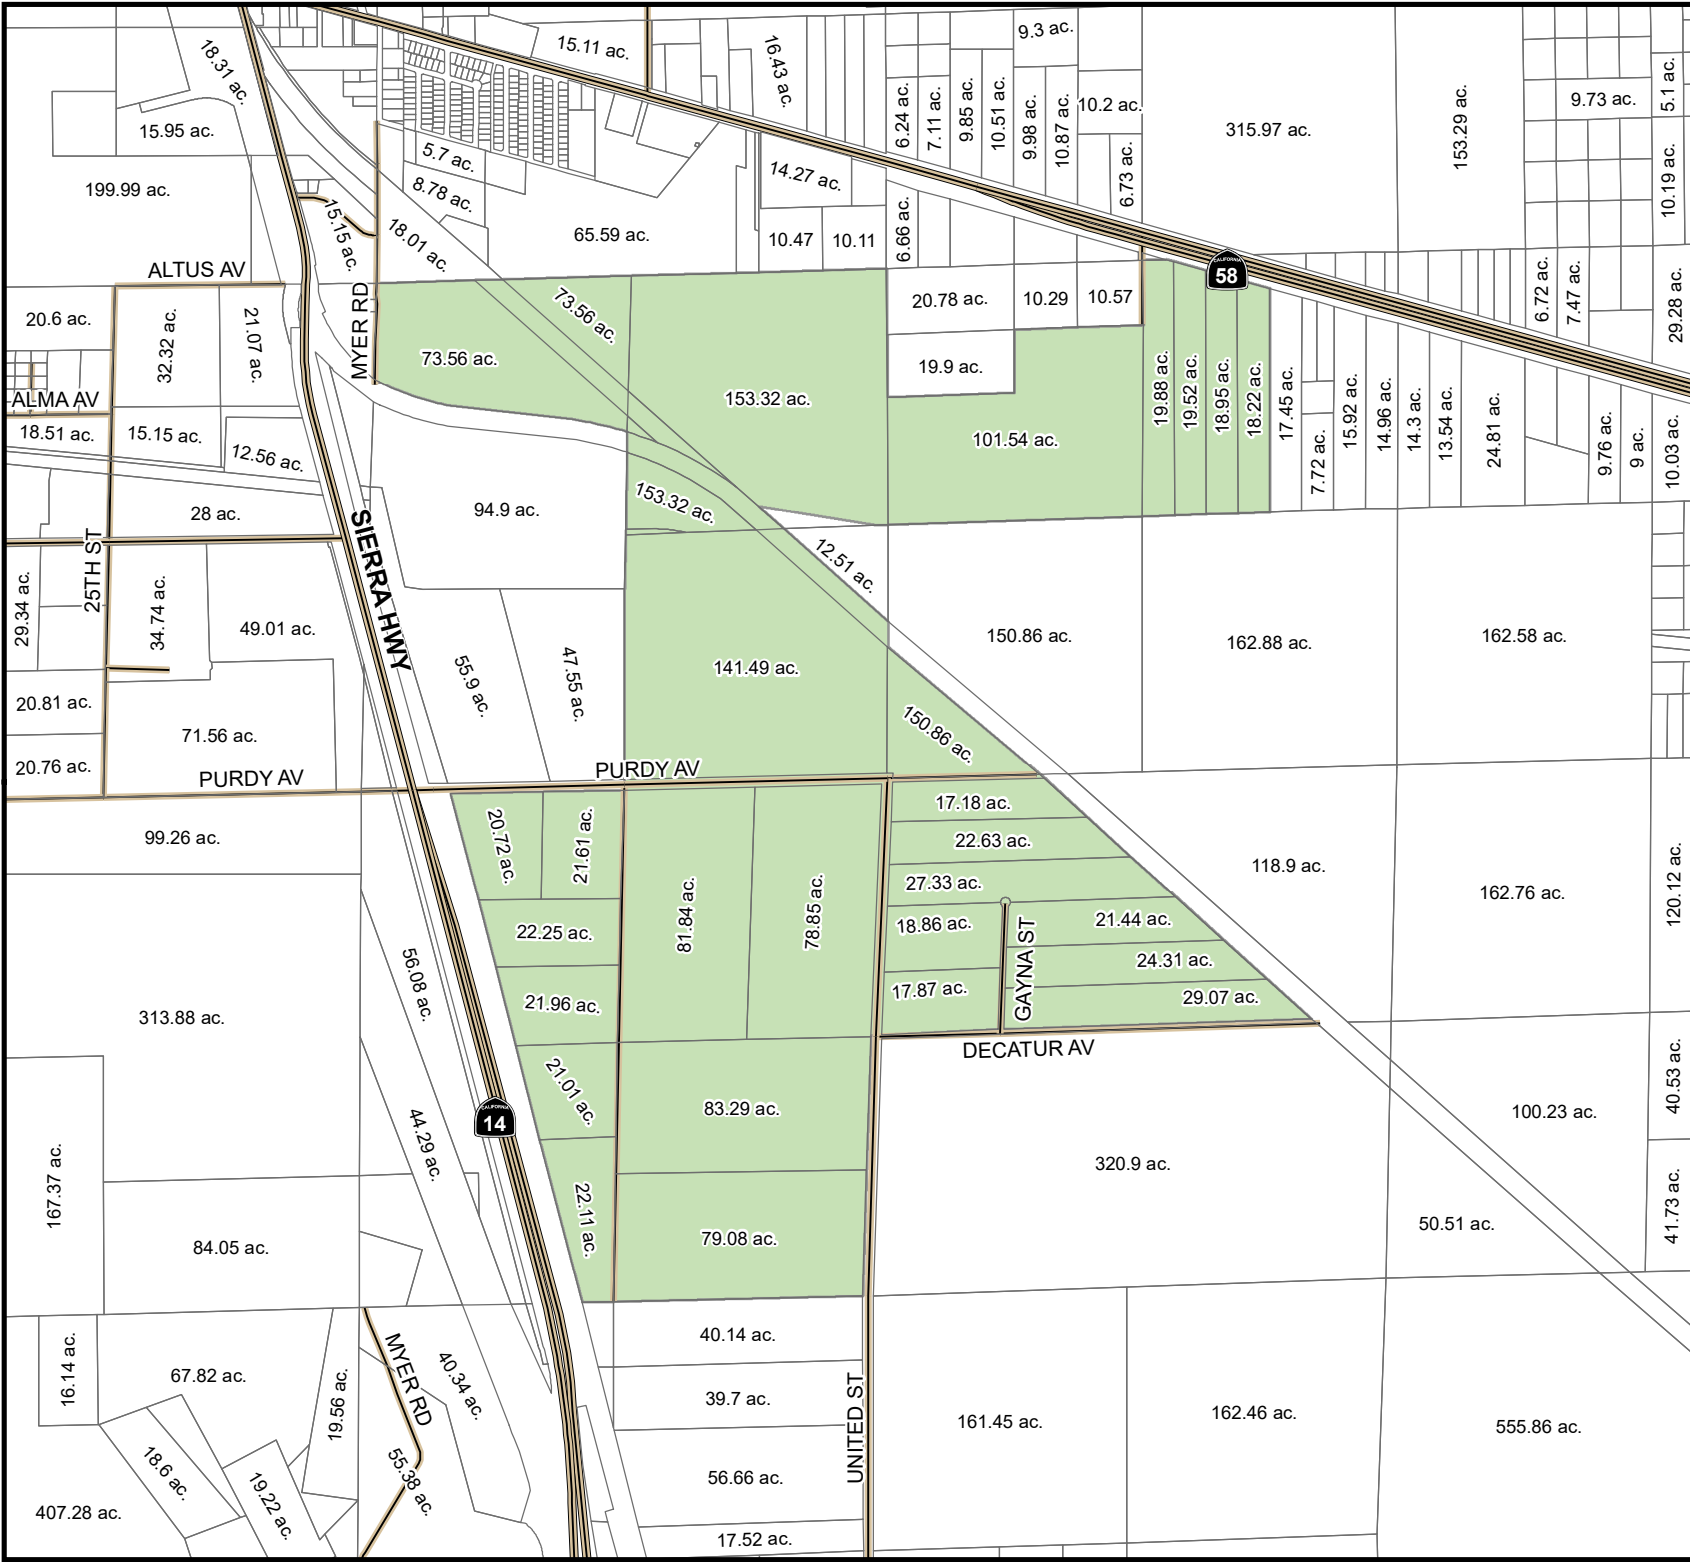 15.11 ac.
16.43 ac.
9.3 ac.
18.31 ac.
6.24 ac.
7.11 ac.
9.85 ac.
10.51 ac.
9.98 ac.
10.87 ac.
10.2 ac.
6.73 ac.
315.97 ac.
153.29 ac.
9.73 ac.
5.1 ac.
10.19 ac.
15.95 ac.
5.7 ac.
8.78 ac.
14.27 ac.
199.99 ac.
15.15 ac.
18.01 ac.
65.59 ac.
10.47
10.11
6.66 ac.
CALIFORNIA
58
ALTUS AV
MYER RD
73.56 ac.
20.78 ac.
10.29
10.57
6.72 ac.
7.47 ac.
29.28 ac.
20.6 ac.
32.32 ac.
21.07 ac.
73.56 ac.
19.9 ac.
153.32 ac.
ALMA AV
18.51 ac.
15.15 ac.
12.56 ac.
101.54 ac.
19.88 ac.
19.52 ac.
18.95 ac.
18.22 ac.
17.45 ac.
7.72 ac.
15.92 ac.
14.96 ac.
14.3 ac.
13.54 ac.
24.81 ac.
9.76 ac.
9 ac.
10.03 ac.
28 ac.
94.9 ac.
153.32 ac.
12.51 ac.
SIERRA HWY
25TH ST
29.34 ac.
34.74 ac.
49.01 ac.
55.9 ac.
47.55 ac.
141.49 ac.
150.86 ac.
162.88 ac.
162.58 ac.
20.81 ac.
71.56 ac.
150.86 ac.
20.76 ac.
PURDY AV
PURDY AV
99.26 ac.
20.72 ac.
21.61 ac.
17.18 ac.
22.63 ac.
27.33 ac.
118.9 ac.
162.76 ac.
120.12 ac.
81.84 ac.
78.85 ac.
18.86 ac.
21.44 ac.
22.25 ac.
24.31 ac.
GAYNA ST
56.08 ac.
21.96 ac.
17.87 ac.
29.07 ac.
313.88 ac.
DECATUR AV
21.01 ac.
40.53 ac.
CALIFORNIA
14
83.29 ac.
100.23 ac.
44.29 ac.
167.37 ac.
320.9 ac.
41.73 ac.
22.11 ac.
84.05 ac.
79.08 ac.
50.51 ac.
40.14 ac.
MYER RD
16.14 ac.
67.82 ac.
19.56 ac.
40.34 ac.
39.7 ac.
UNITED ST
161.45 ac.
162.46 ac.
555.86 ac.
18.6 ac.
55.38 ac.
56.66 ac.
19.22 ac.
407.28 ac.
17.52 ac.